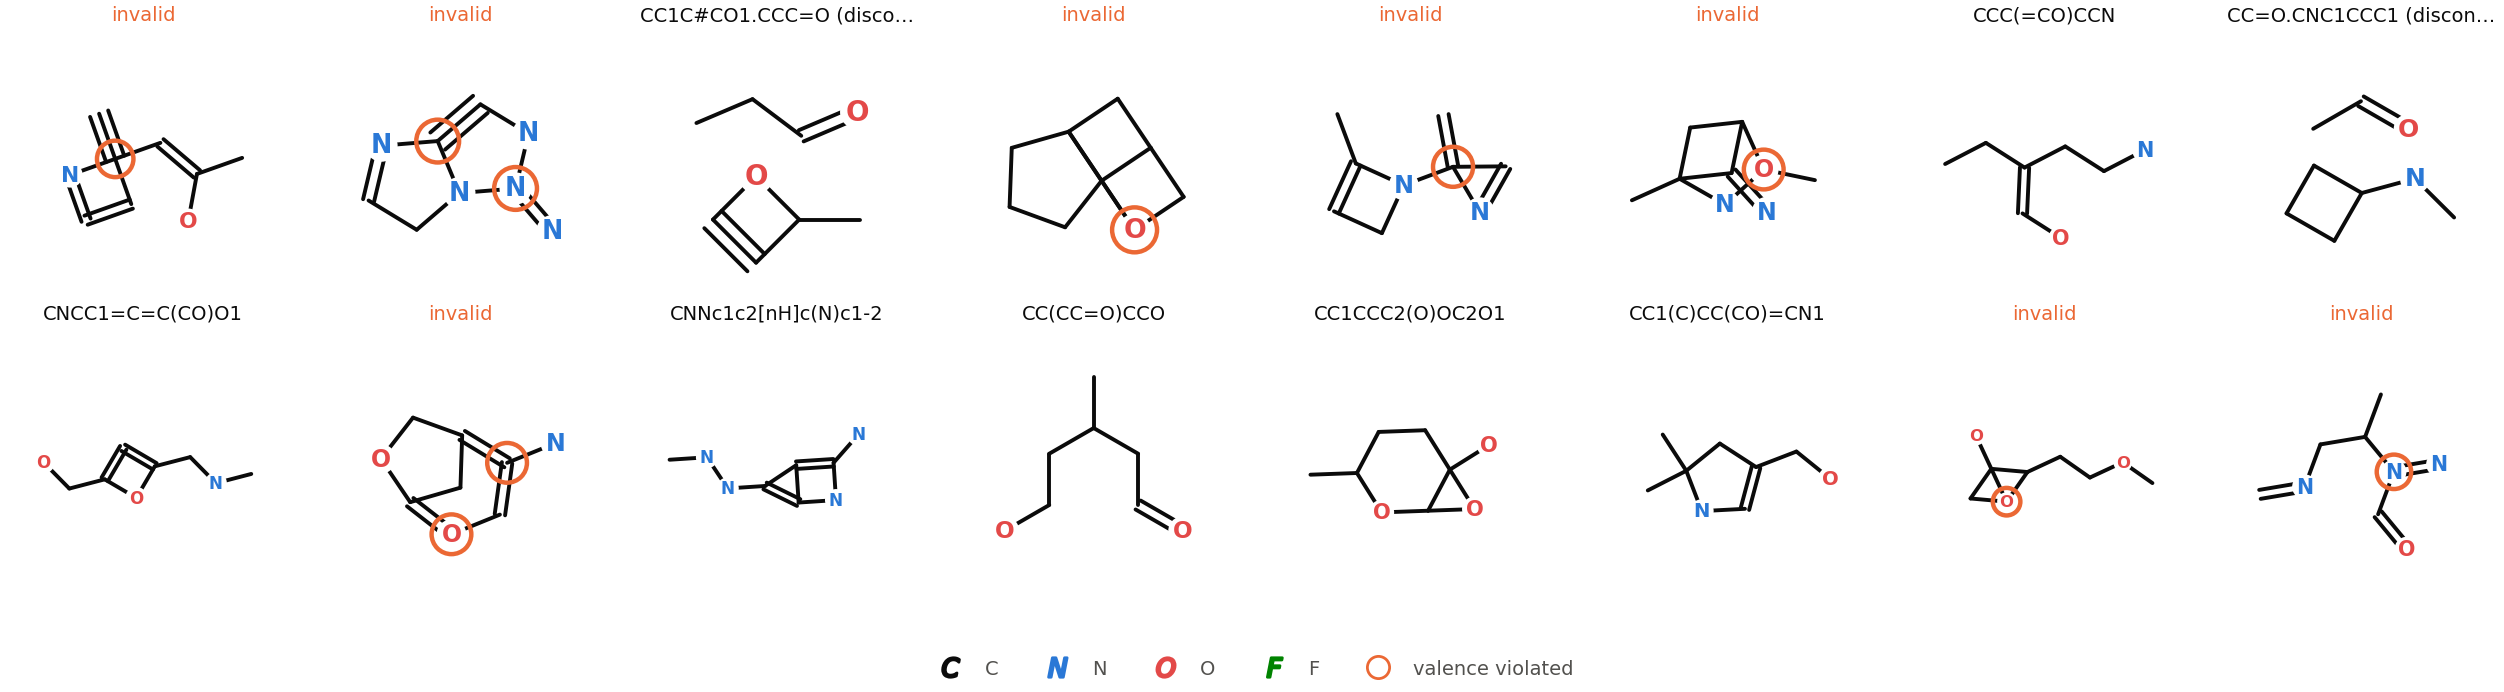 invalid
invalid
CC1C#CO1.CCC=O (disco...
invalid
invalid
invalid
CCC(=CO)CCN
CC=O.CNC1CCC1 (discon...
N
O
N
N
N
N
N
O
O
O
N
N
O
N
N
N
O
O
N
CNCC1=C=C(CO)O1
invalid
CNNc1c2[nH]c(N)c1-2
CC(CC=O)CCO
CC1CCC2(O)OC2O1
CC1(C)CC(CO)=CN1
invalid
invalid
O
O
N
O
O
N
N
N
N
N
O
O
O
O
O
N
O
O
O
O
N
N
N
O
C C N N O O F F valence violated